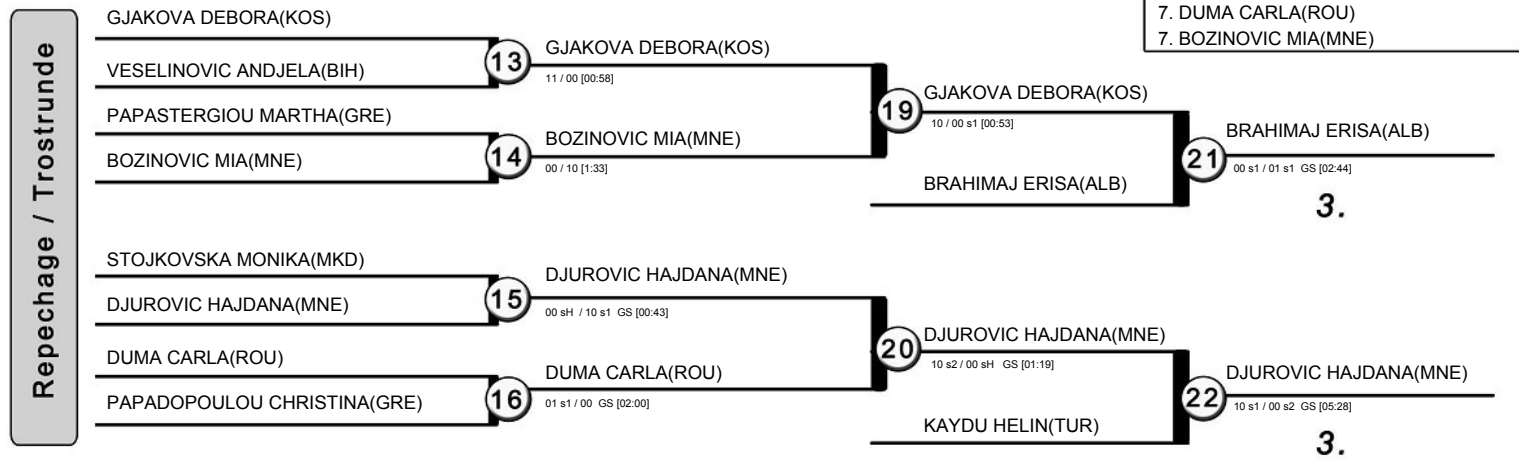 7. DUMA CARLA(ROU)
7. BOZINOVIC MIA(MNE)
Repechage / Trostrunde
GJAKOVA DEBORA(KOS)
VESELINOVIC ANDJELA(BIH)
13
GJAKOVA DEBORA(KOS)
11 / 00 [00:58]
PAPASTERGIOU MARTHA(GRE)
BOZINOVIC MIA(MNE)
14
BOZINOVIC MIA(MNE)
00 / 10 [1:33]
19
GJAKOVA DEBORA(KOS)
10 / 00 s1 [00:53]
BRAHIMAJ ERISA(ALB)
21
BRAHIMAJ ERISA(ALB)
00 s1 / 01 s1 GS [02:44]
3.
STOJKOVSKA MONIKA(MKD)
DJUROVIC HAJDANA(MNE)
15
DJUROVIC HAJDANA(MNE)
00 sH / 10 s1 GS [00:43]
DUMA CARLA(ROU)
PAPADOPOULOU CHRISTINA(GRE)
16
DUMA CARLA(ROU)
01 s1 / 00 GS [02:00]
20
DJUROVIC HAJDANA(MNE)
10 s2 / 00 sH GS [01:19]
KAYDU HELIN(TUR)
22
DJUROVIC HAJDANA(MNE)
10 s1 / 00 s2 GS [05:28]
3.